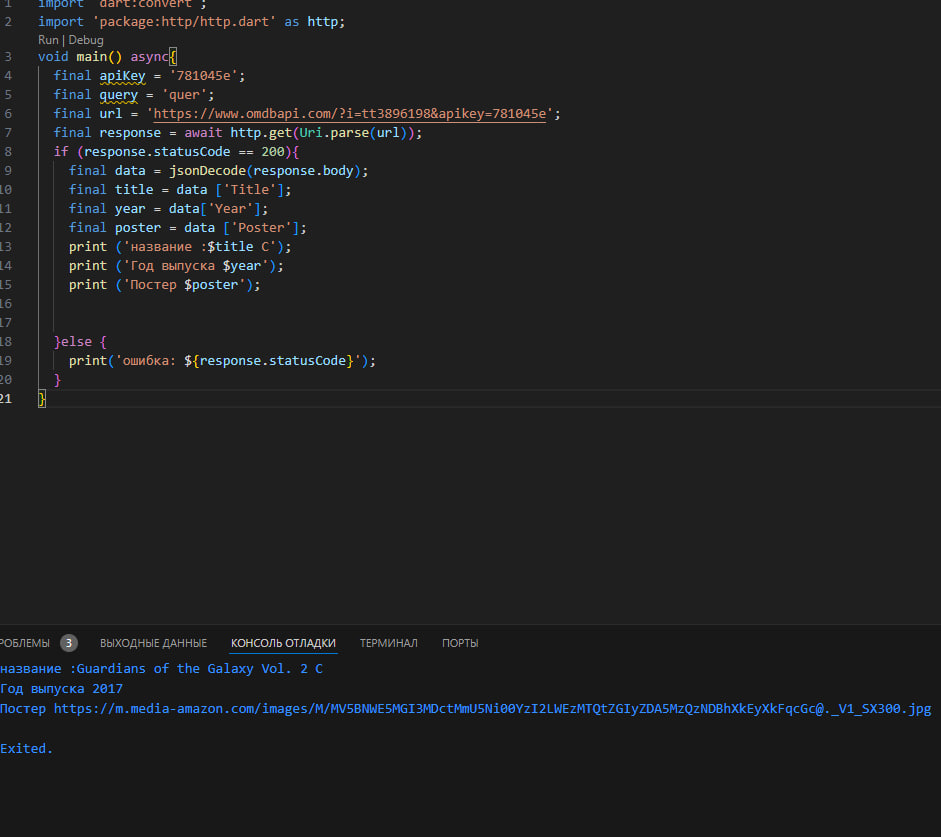 1 import 'dart:convert';
2 import 'package:http/http.dart' as http;
Run | Debug
3 void main() async{
4 final apiKey = '781045e';
5 final query = 'quer';
6 final url = 'https://www.omdbapi.com/?i=tt3896198&apikey=781045e';
7 final response = await http.get(Uri.parse(url));
8 if (response.statusCode == 200){
9 final data = jsonDecode(response.body);
10 final title = data ['Title'];
11 final year = data['Year'];
12 final poster = data ['Poster'];
13 print ('название :$title C');
14 print ('Год выпуска $year');
15 print ('Постер $poster');
16
17
18 }else {
19 print('ошибка: ${response.statusCode}');
20 }
21 }
РОБЛЕМЫ 3 ВЫХОДНЫЕ ДАННЫЕ КОНСОЛЬ ОТЛАДКИ ТЕРМИНАЛ ПОРТЫ
название :Guardians of the Galaxy Vol. 2 C
Год выпуска 2017
Постер https://m.media-amazon.com/images/M/MV5BNWE5MGI3MDctMmU5Ni00YzI2LWEzMTQtZGIyZDA5MzQzNDBhXkEyXkFqcGc@._V1_SX300.jpg
Exited.